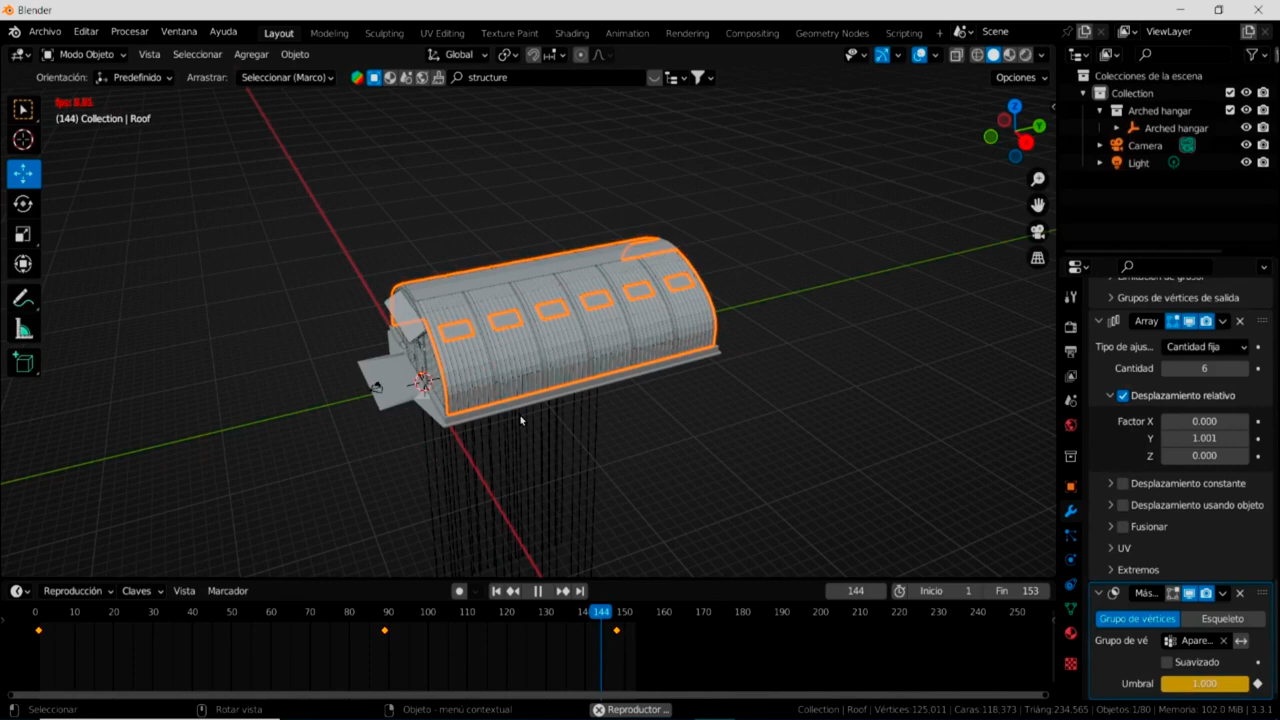 Blender
Archivo Editar Procesar Ventana Ayuda Layout Modeling Sculpting UV Editing Texture Paint Shading Animation Rendering Compositing Geometry Nodes Scripting + Scene ViewLayer
Modo Objeto Vista Seleccionar Agregar Objeto Global
Orientación: Predefinido Arrastrar: Seleccionar (Marco) structure Opciones
(144) Collection | Roof
Z
Y
X
Colecciones de la escena
Collection
Arched hangar
Arched hangar
Camera
Light
Grupos de vértices de salida
Array
Tipo de ajus... Cantidad fija
Cantidad 6
Desplazamiento relativo
Factor X 0.000
Y 1.001
Z 0.000
Desplazamiento constante
Desplazamiento usando objeto
Fusionar
UV
Extremos
Más...
Grupo de vértices Esqueleto
Grupo de vé Apare...
Suavizado
Umbral 1.000
Reproducción Claves Vista Marcador 144 Inicio 1 Fin 153
0 10 20 30 40 50 60 70 80 90 100 110 120 130 140 144 150 160 170 180 190 200 210 220 230 240 250
Seleccionar Rotar vista Objeto - menú contextual Reproductor ... Collection | Roof | Vértices:125.011 | Caras:118.373 | Triáng:234.565 | Objetos:1/80 | Memoria: 102.0 MiB | 3.3.1